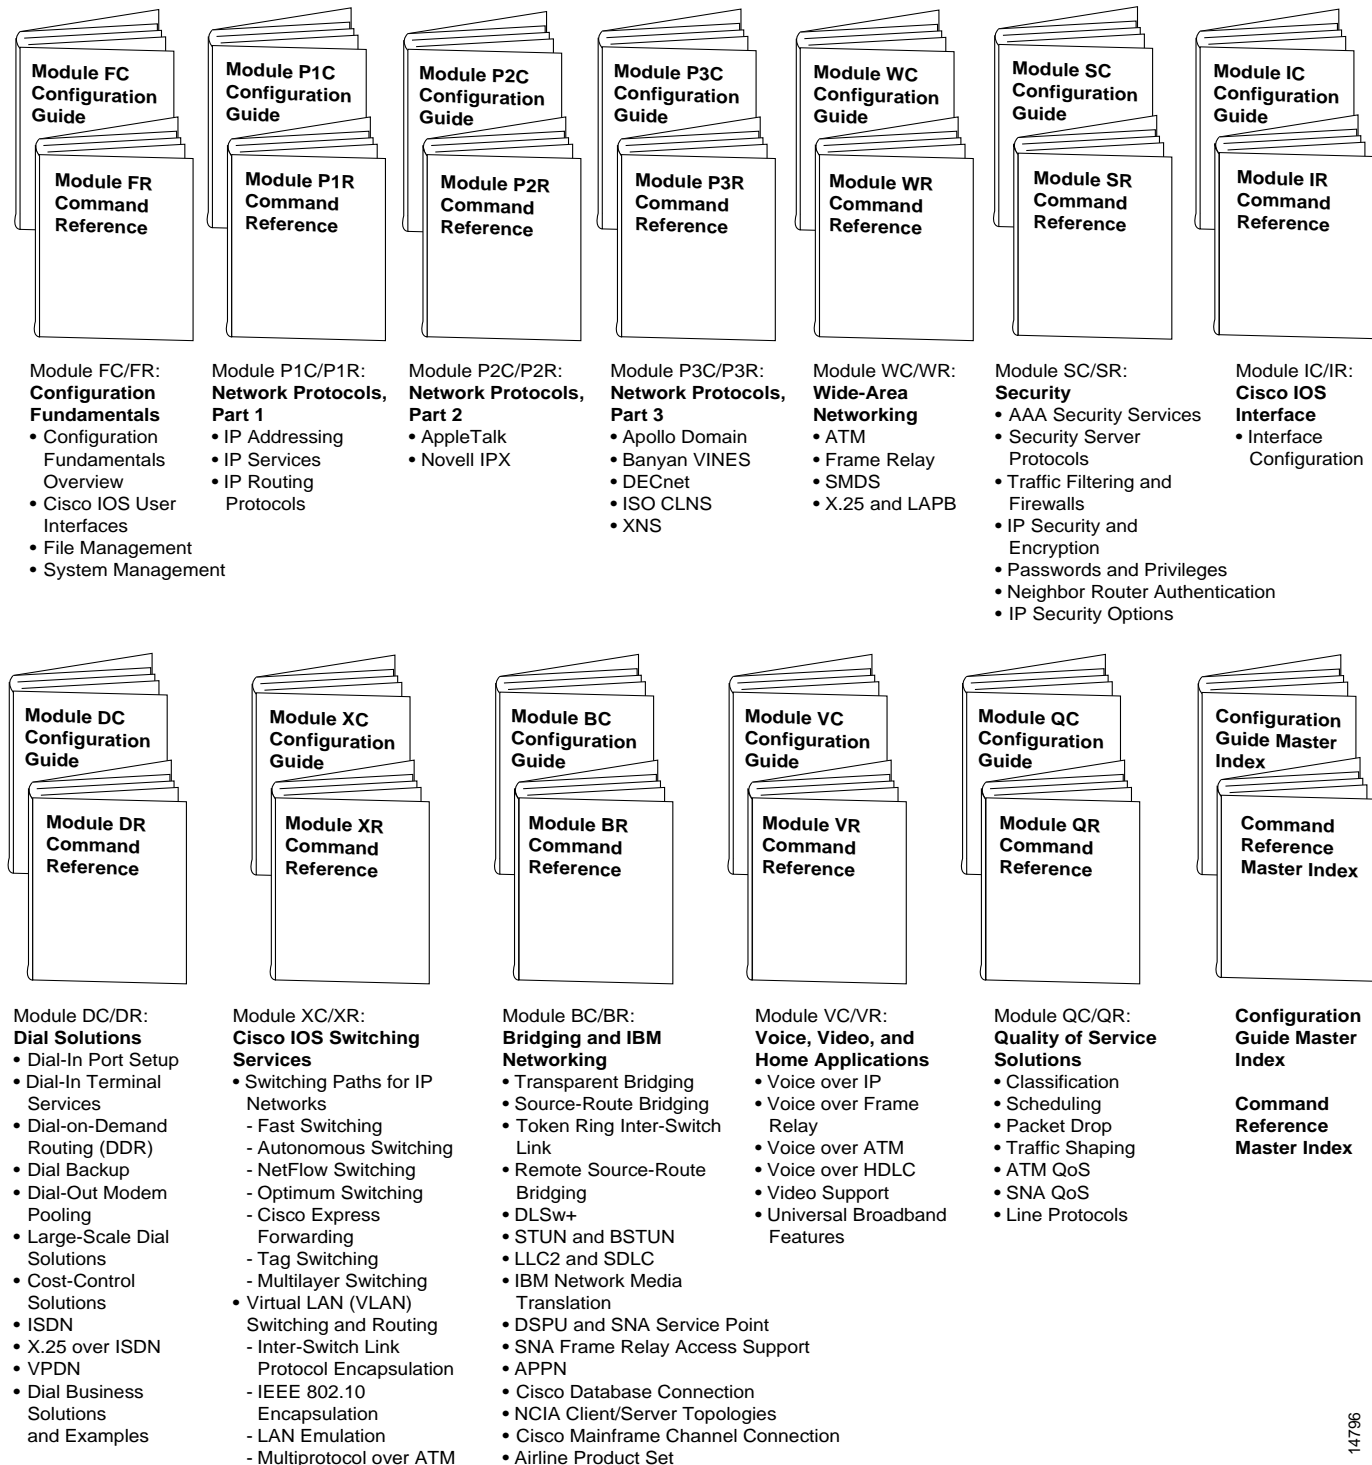 Module FC
Configuration
Guide
Module FR
Command
Reference
Module P1C
Configuration
Guide
Module P1R
Command
Reference
Module P2C
Configuration
Guide
Module P2R
Command
Reference
Module P3C
Configuration
Guide
Module P3R
Command
Reference
Module WC
Configuration
Guide
Module WR
Command
Reference
Module SC
Configuration
Guide
Module SR
Command
Reference
Module IC
Configuration
Guide
Module IR
Command
Reference
Module FC/FR:
Configuration
Fundamentals
• Configuration
Fundamentals
Overview
• Cisco IOS User
Interfaces
• File Management
• System Management
Module P1C/P1R:
Network Protocols,
Part 1
• IP Addressing
• IP Services
• IP Routing
Protocols
Module P2C/P2R:
Network Protocols,
Part 2
• AppleTalk
• Novell IPX
Module P3C/P3R:
Network Protocols,
Part 3
• Apollo Domain
• Banyan VINES
• DECnet
• ISO CLNS
• XNS
Module WC/WR:
Wide-Area
Networking
• ATM
• Frame Relay
• SMDS
• X.25 and LAPB
Module SC/SR:
Security
• AAA Security Services
• Security Server
Protocols
• Traffic Filtering and
Firewalls
• IP Security and
Encryption
• Passwords and Privileges
• Neighbor Router Authentication
• IP Security Options
Module IC/IR:
Cisco IOS
Interface
• Interface
Configuration
Module DC
Configuration
Guide
Module DR
Command
Reference
Module XC
Configuration
Guide
Module XR
Command
Reference
Module BC
Configuration
Guide
Module BR
Command
Reference
Module VC
Configuration
Guide
Module VR
Command
Reference
Module QC
Configuration
Guide
Module QR
Command
Reference
Configuration
Guide Master
Index
Command
Reference
Master Index
Module DC/DR:
Dial Solutions
• Dial-In Port Setup
• Dial-In Terminal
Services
• Dial-on-Demand
Routing (DDR)
• Dial Backup
• Dial-Out Modem
Pooling
• Large-Scale Dial
Solutions
• Cost-Control
Solutions
• ISDN
• X.25 over ISDN
• VPDN
• Dial Business
Solutions
and Examples
Module XC/XR:
Cisco IOS Switching
Services
• Switching Paths for IP
Networks
- Fast Switching
- Autonomous Switching
- NetFlow Switching
- Optimum Switching
- Cisco Express
Forwarding
- Tag Switching
- Multilayer Switching
• Virtual LAN (VLAN)
Switching and Routing
- Inter-Switch Link
Protocol Encapsulation
- IEEE 802.10
Encapsulation
- LAN Emulation
- Multiprotocol over ATM
Module BC/BR:
Bridging and IBM
Networking
• Transparent Bridging
• Source-Route Bridging
• Token Ring Inter-Switch
Link
• Remote Source-Route
Bridging
• DLSw+
• STUN and BSTUN
• LLC2 and SDLC
• IBM Network Media
Translation
• DSPU and SNA Service Point
• SNA Frame Relay Access Support
• APPN
• Cisco Database Connection
• NCIA Client/Server Topologies
• Cisco Mainframe Channel Connection
• Airline Product Set
Module VC/VR:
Voice, Video, and
Home Applications
• Voice over IP
• Voice over Frame
Relay
• Voice over ATM
• Voice over HDLC
• Video Support
• Universal Broadband
Features
Module QC/QR:
Quality of Service
Solutions
• Classification
• Scheduling
• Packet Drop
• Traffic Shaping
• ATM QoS
• SNA QoS
• Line Protocols
Configuration
Guide Master
Index
Command
Reference
Master Index
14796